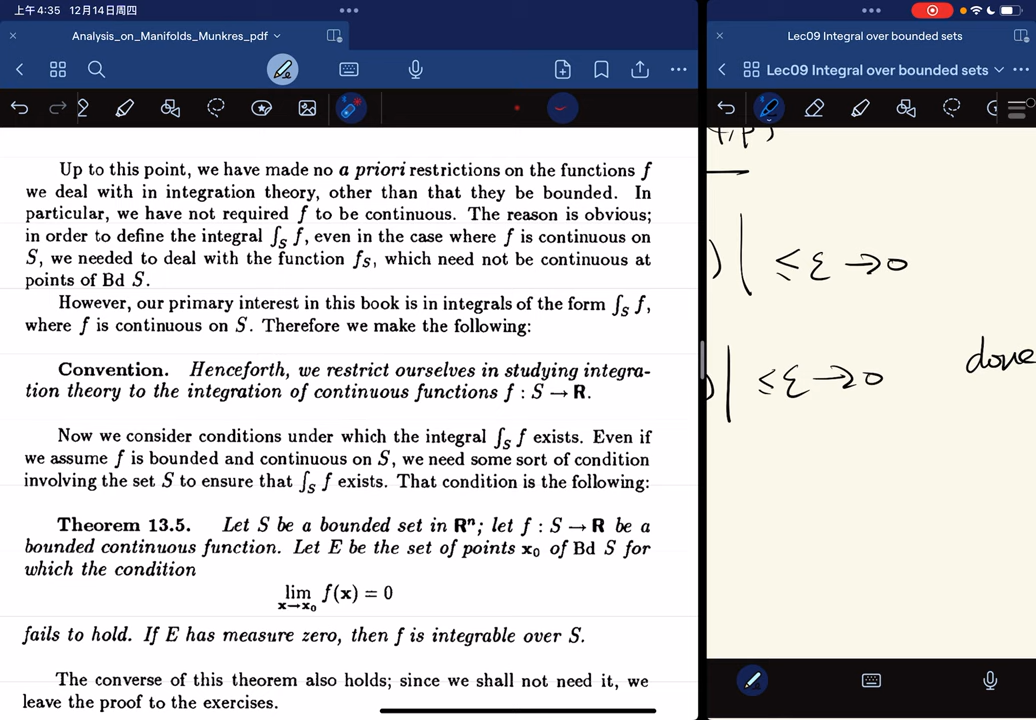 上午4:35 12月14日周四
Analysis_on_Manifolds_Munkres_pdf
Up to this point, we have made no a priori restrictions on the functions f
we deal with in integration theory, other than that they be bounded. In
particular, we have not required f to be continuous. The reason is obvious;
in order to define the integral ∫_S f, even in the case where f is continuous on
S, we needed to deal with the function f_S, which need not be continuous at
points of Bd S.
However, our primary interest in this book is in integrals of the form ∫_S f,
where f is continuous on S. Therefore we make the following:
Convention. Henceforth, we restrict ourselves in studying integra-
tion theory to the integration of continuous functions f : S → R.
Now we consider conditions under which the integral ∫_S f exists. Even if
we assume f is bounded and continuous on S, we need some sort of condition
involving the set S to ensure that ∫_S f exists. That condition is the following:
Theorem 13.5. Let S be a bounded set in Rⁿ; let f : S → R be a
bounded continuous function. Let E be the set of points x₀ of Bd S for
which the condition
lim_{x→x₀} f(x) = 0
fails to hold. If E has measure zero, then f is integrable over S.
The converse of this theorem also holds; since we shall not need it, we
leave the proof to the exercises.
Lec09 Integral over bounded sets
Lec09 Integral over bounded sets
)| ≤ ε → 0
)| ≤ ε → 0 done